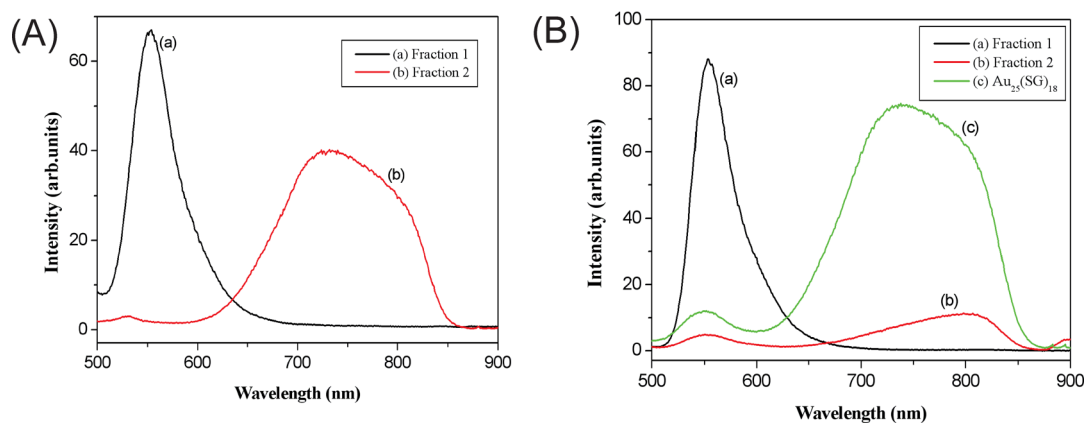 (A)
Intensity (arb.units)
60
40
20
0
(a)
(b)
(a) Fraction 1
(b) Fraction 2
500
600
700
800
900
Wavelength (nm)
(B)
Intensity (arb.units)
100
80
60
40
20
0
(a)
(c)
(b)
(a) Fraction 1
(b) Fraction 2
(c) Au₂₅(SG)₁₈
500
600
700
800
900
Wavelength (nm)